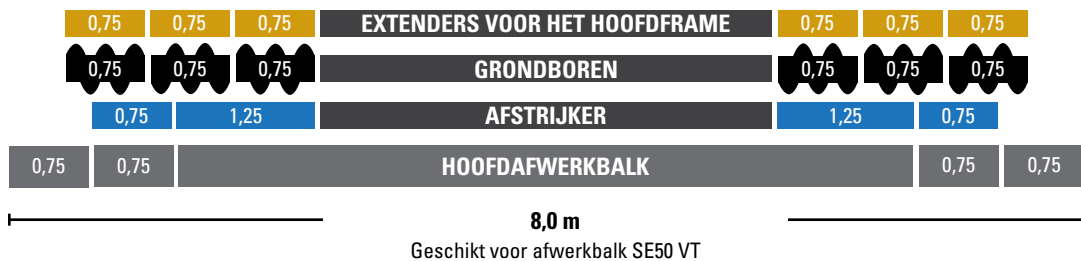 0,75 0,75 0,75 EXTENDERS VOOR HET HOOFDFRAME 0,75 0,75 0,75
0,75 0,75 0,75 GRONDBOREN 0,75 0,75 0,75
0,75 1,25 AFSTRIJKER 1,25 0,75
0,75 0,75 HOOFDAFWERKBALK 0,75 0,75
8,0 m
Geschikt voor afwerkbalk SE50 VT